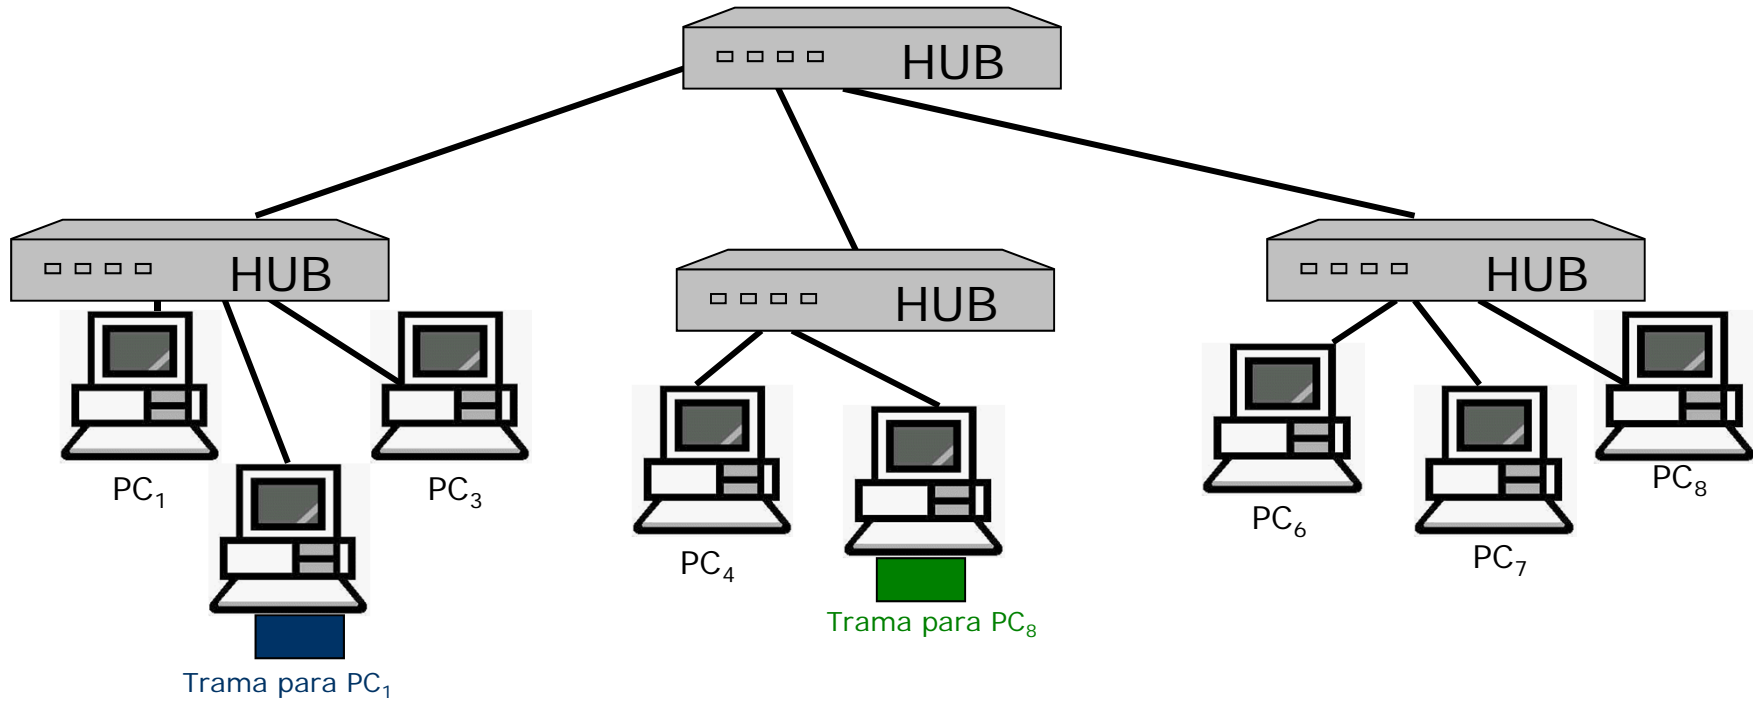 HUB
HUB
HUB
HUB
PC₁
PC₃
PC₈
PC₆
PC₄
PC₇
Trama para PC₈
Trama para PC₁